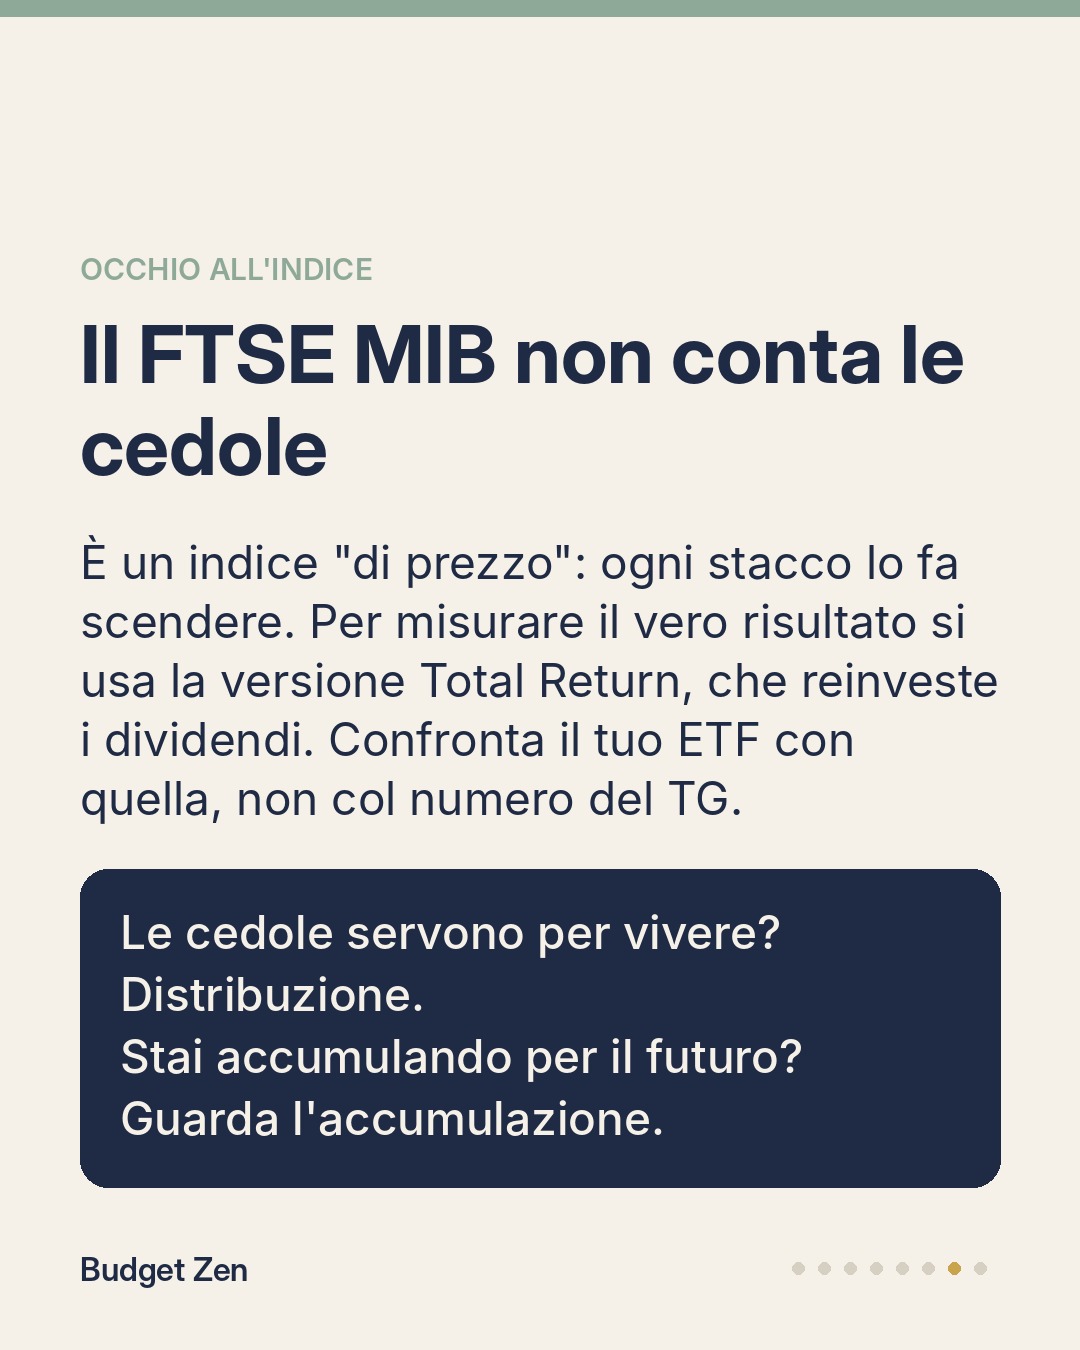 OCCHIO ALL'INDICE
Il FTSE MIB non conta le
cedole
È un indice "di prezzo": ogni stacco lo fa
scendere. Per misurare il vero risultato si
usa la versione Total Return, che reinveste
i dividendi. Confronta il tuo ETF con
quella, non col numero del TG.
Le cedole servono per vivere?
Distribuzione.
Stai accumulando per il futuro?
Guarda l'accumulazione.
Budget Zen